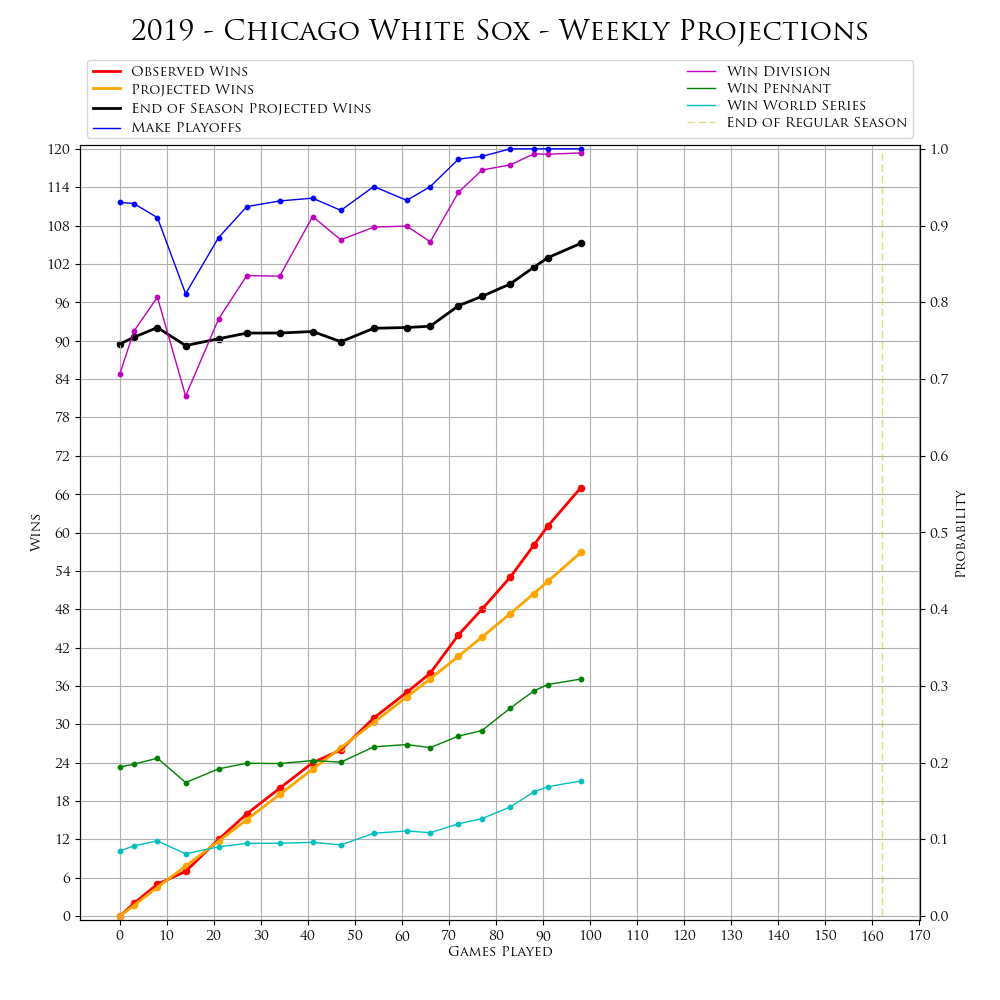 2019 - Chicago White Sox - Weekly Projections
Observed Wins
Projected Wins
End of Season Projected Wins
Make Playoffs
Win Division
Win Pennant
Win World Series
End of Regular Season
120
114
108
102
96
90
84
78
72
66
60
54
48
42
36
30
24
18
12
6
0
Wins
1.0
0.9
0.8
0.7
0.6
0.5
0.4
0.3
0.2
0.1
0.0
Probability
0 10 20 30 40 50 60 70 80 90 100 110 120 130 140 150 160 170
Games Played